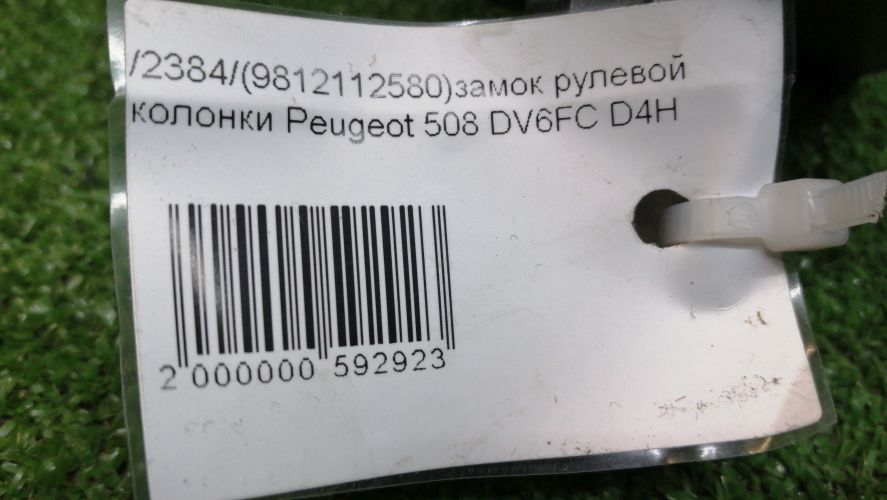 /2384/(9812112580)замок рулевой
колонки Peugeot 508 DV6FC D4H
2 000000 592923